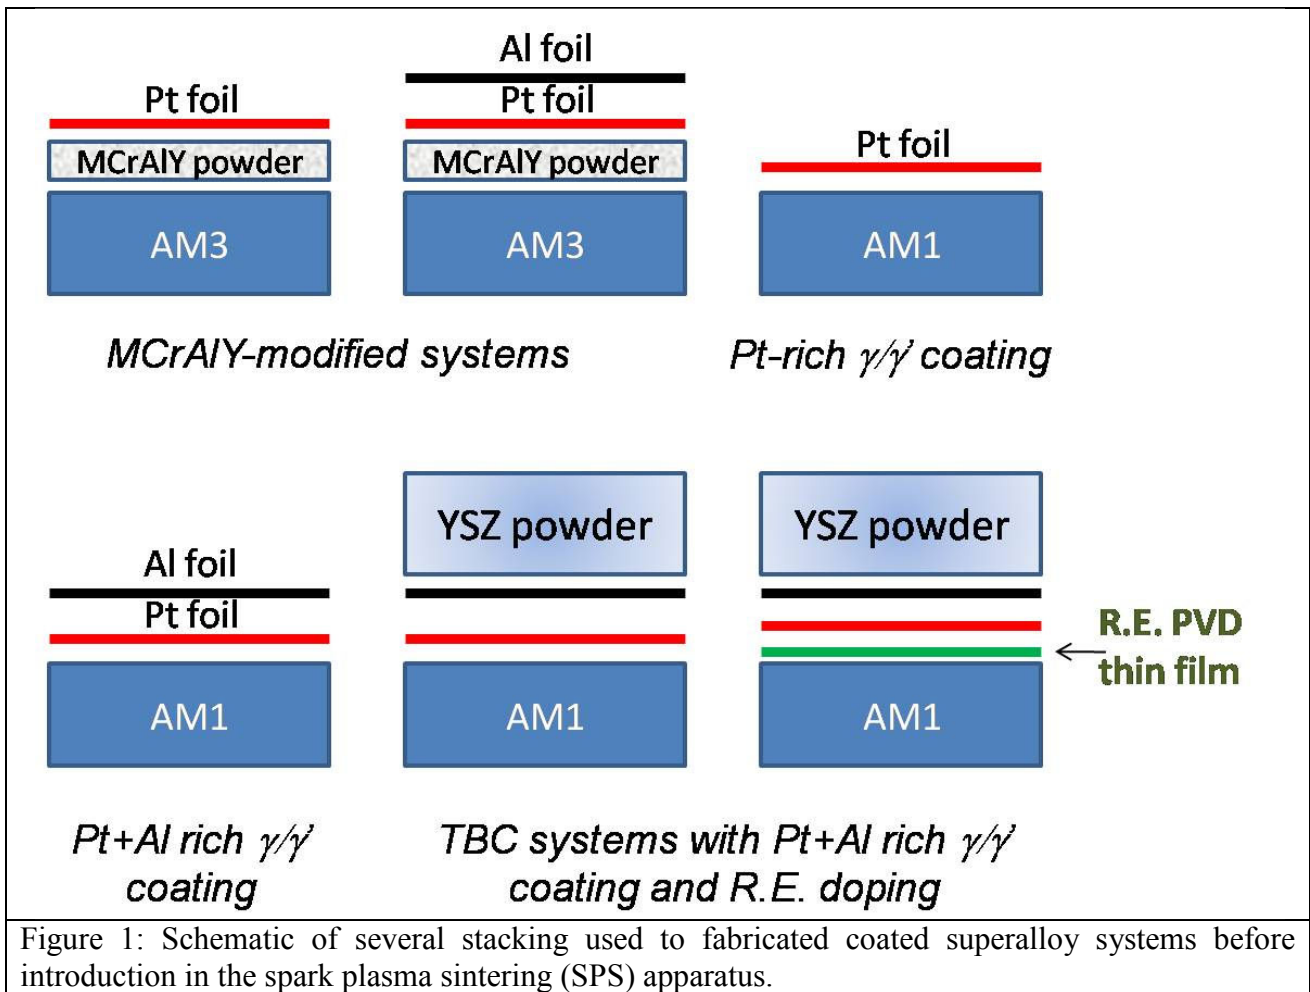 Pt foil
MCrAlY powder
AM3
Al foil
Pt foil
MCrAlY powder
AM3
Pt foil
AM1
MCrAlY-modified systems
Pt-rich γ/γ' coating
Al foil
Pt foil
AM1
YSZ powder
AM1
YSZ powder
AM1
R.E. PVD
thin film
Pt+Al rich γ/γ'
coating
TBC systems with Pt+Al rich γ/γ'
coating and R.E. doping
Figure 1: Schematic of several stacking used to fabricated coated superalloy systems before
introduction in the spark plasma sintering (SPS) apparatus.